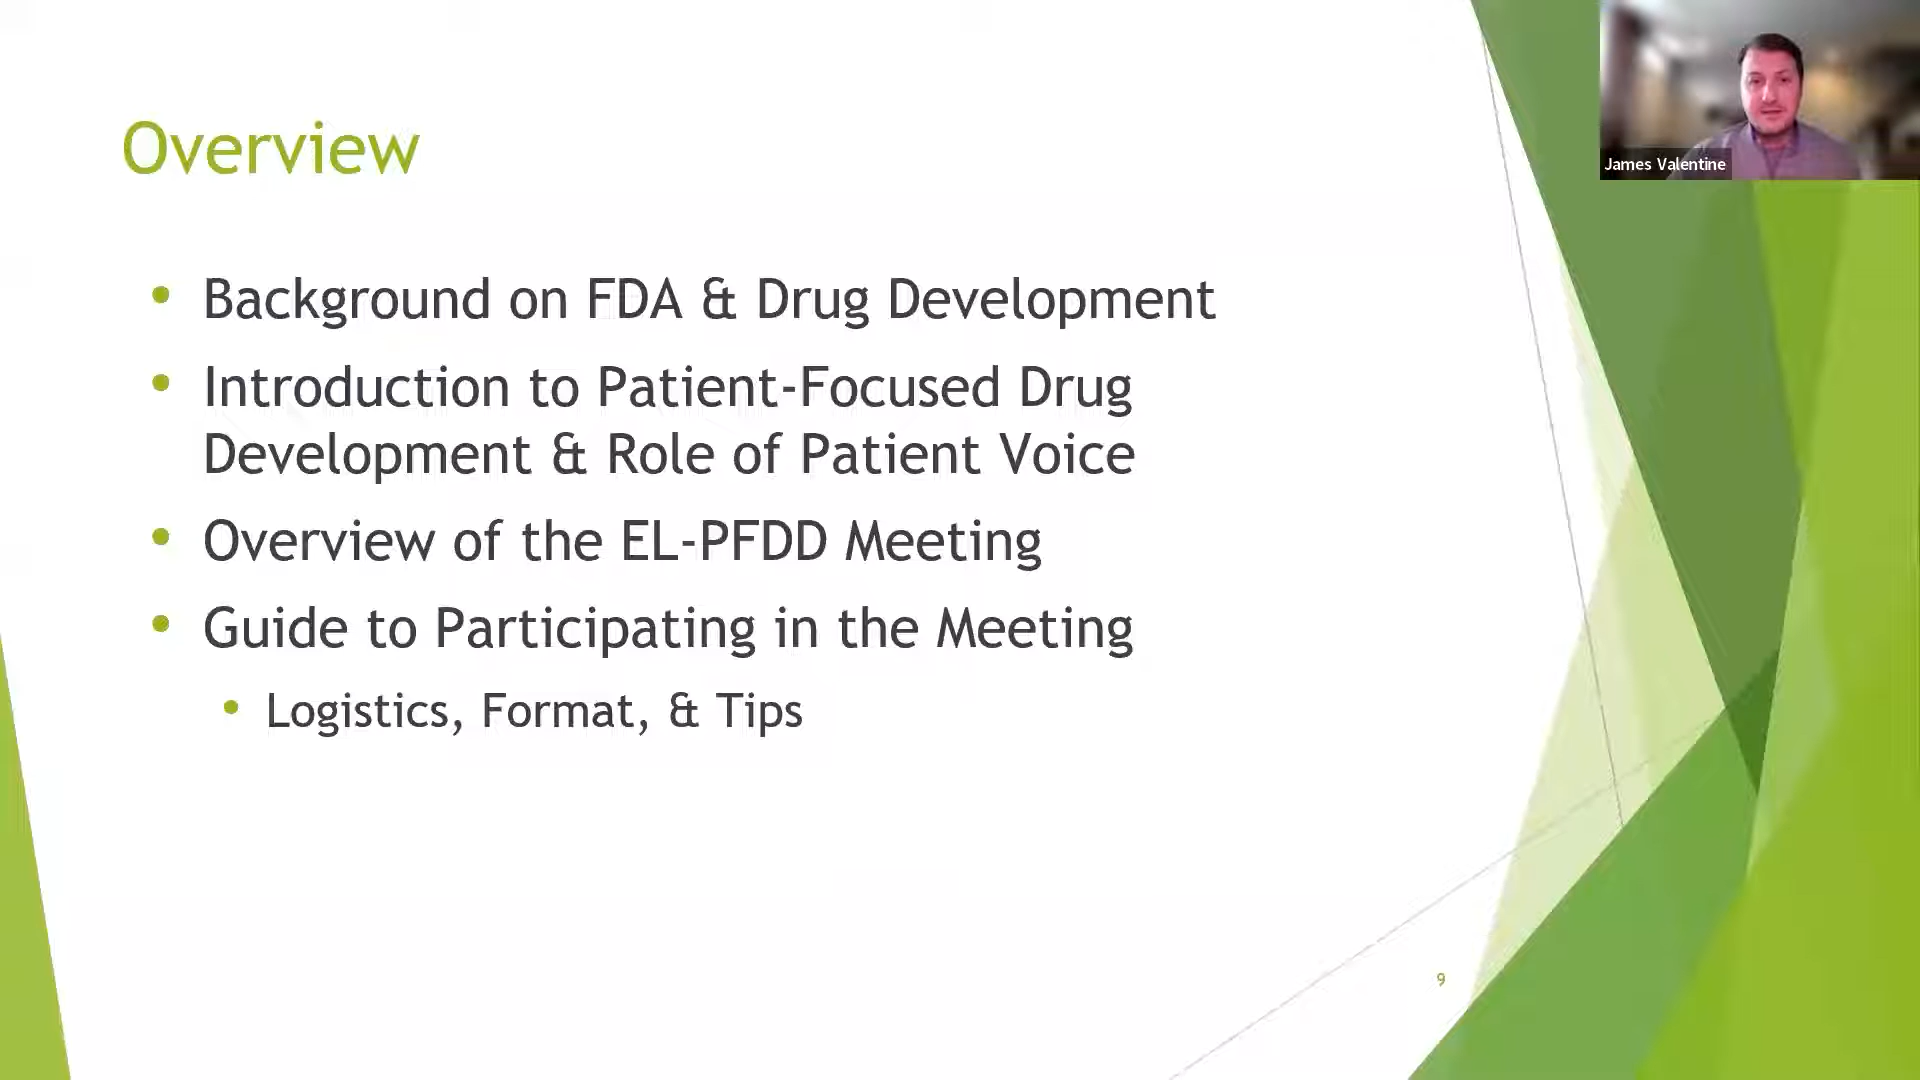 Overview
• Background on FDA & Drug Development
• Introduction to Patient-Focused Drug
Development & Role of Patient Voice
• Overview of the EL-PFDD Meeting
• Guide to Participating in the Meeting
• Logistics, Format, & Tips
James Valentine
9